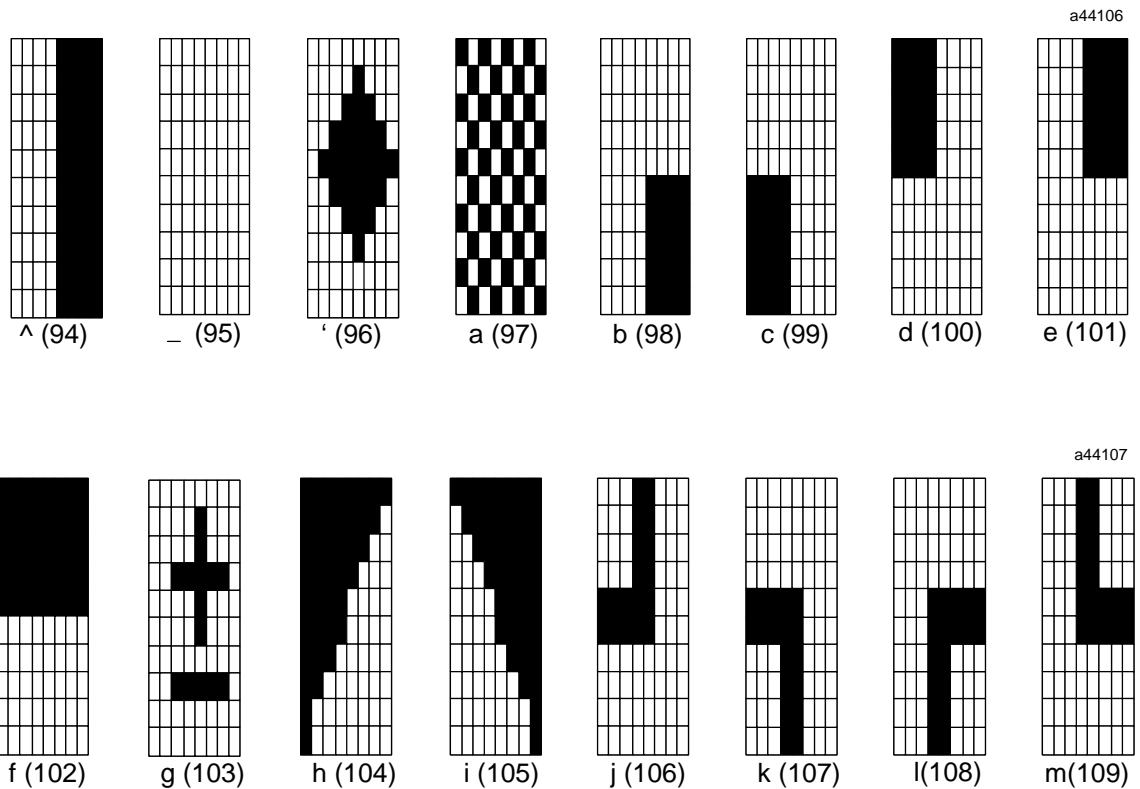 a44106
^ (94) _ (95) ‘ (96) a (97) b (98) c (99) d (100) e (101)
a44107
f (102) g (103) h (104) i (105) j (106) k (107) l(108) m(109)